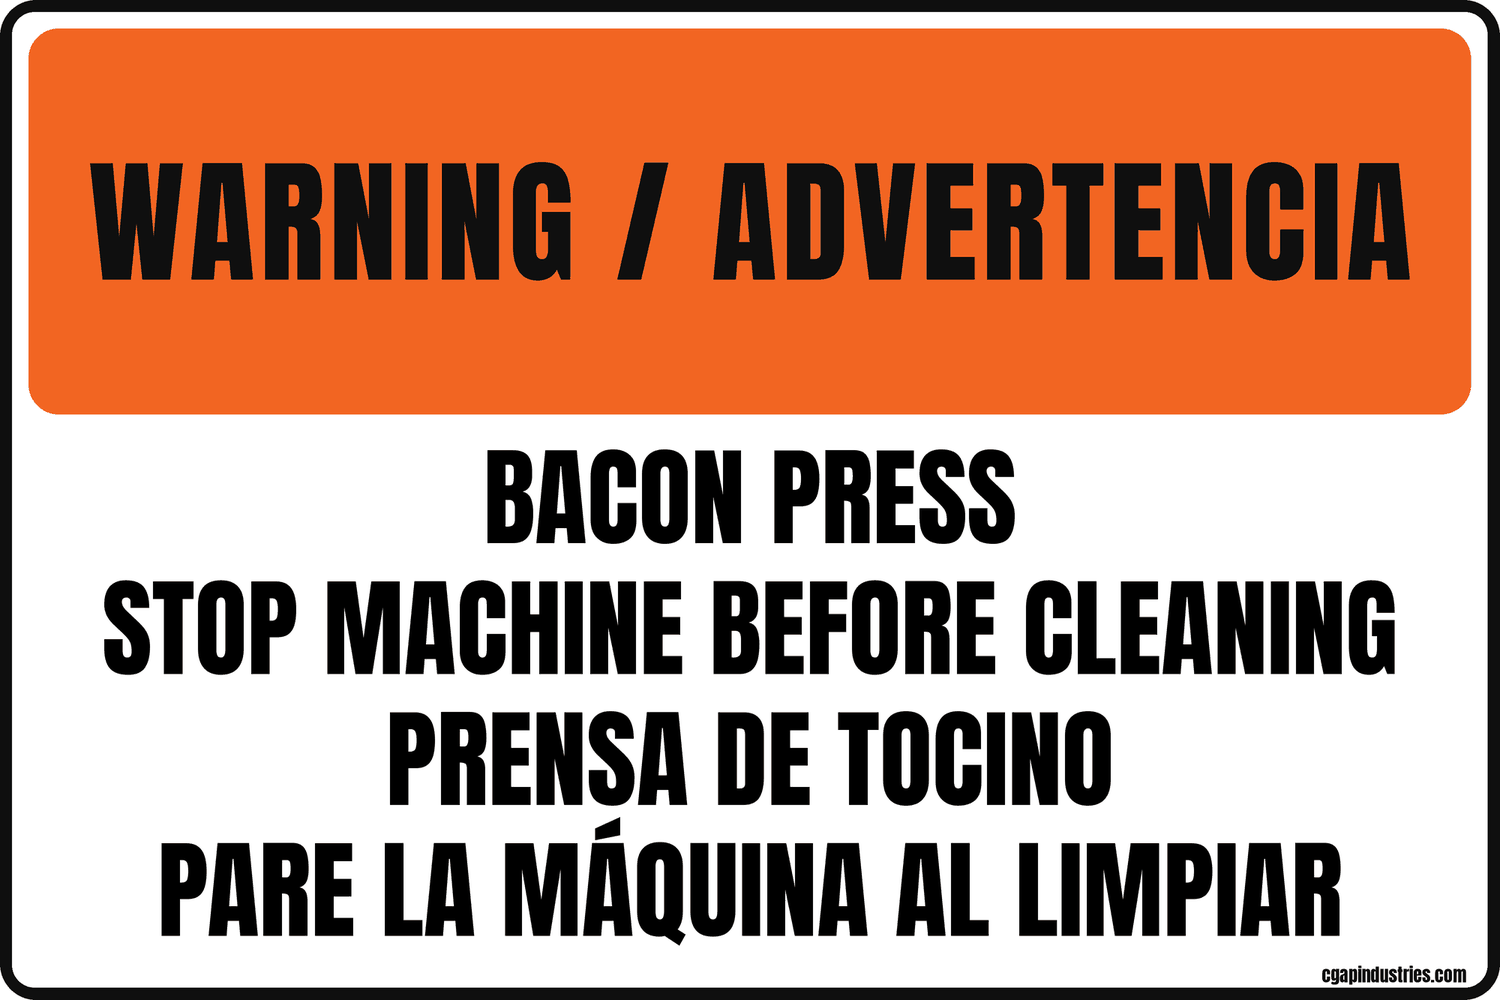 WARNING / ADVERTENCIA
BACON PRESS
STOP MACHINE BEFORE CLEANING
PRENSA DE TOCINO
PARE LA MÁQUINA AL LIMPIAR
cgapindustries.com